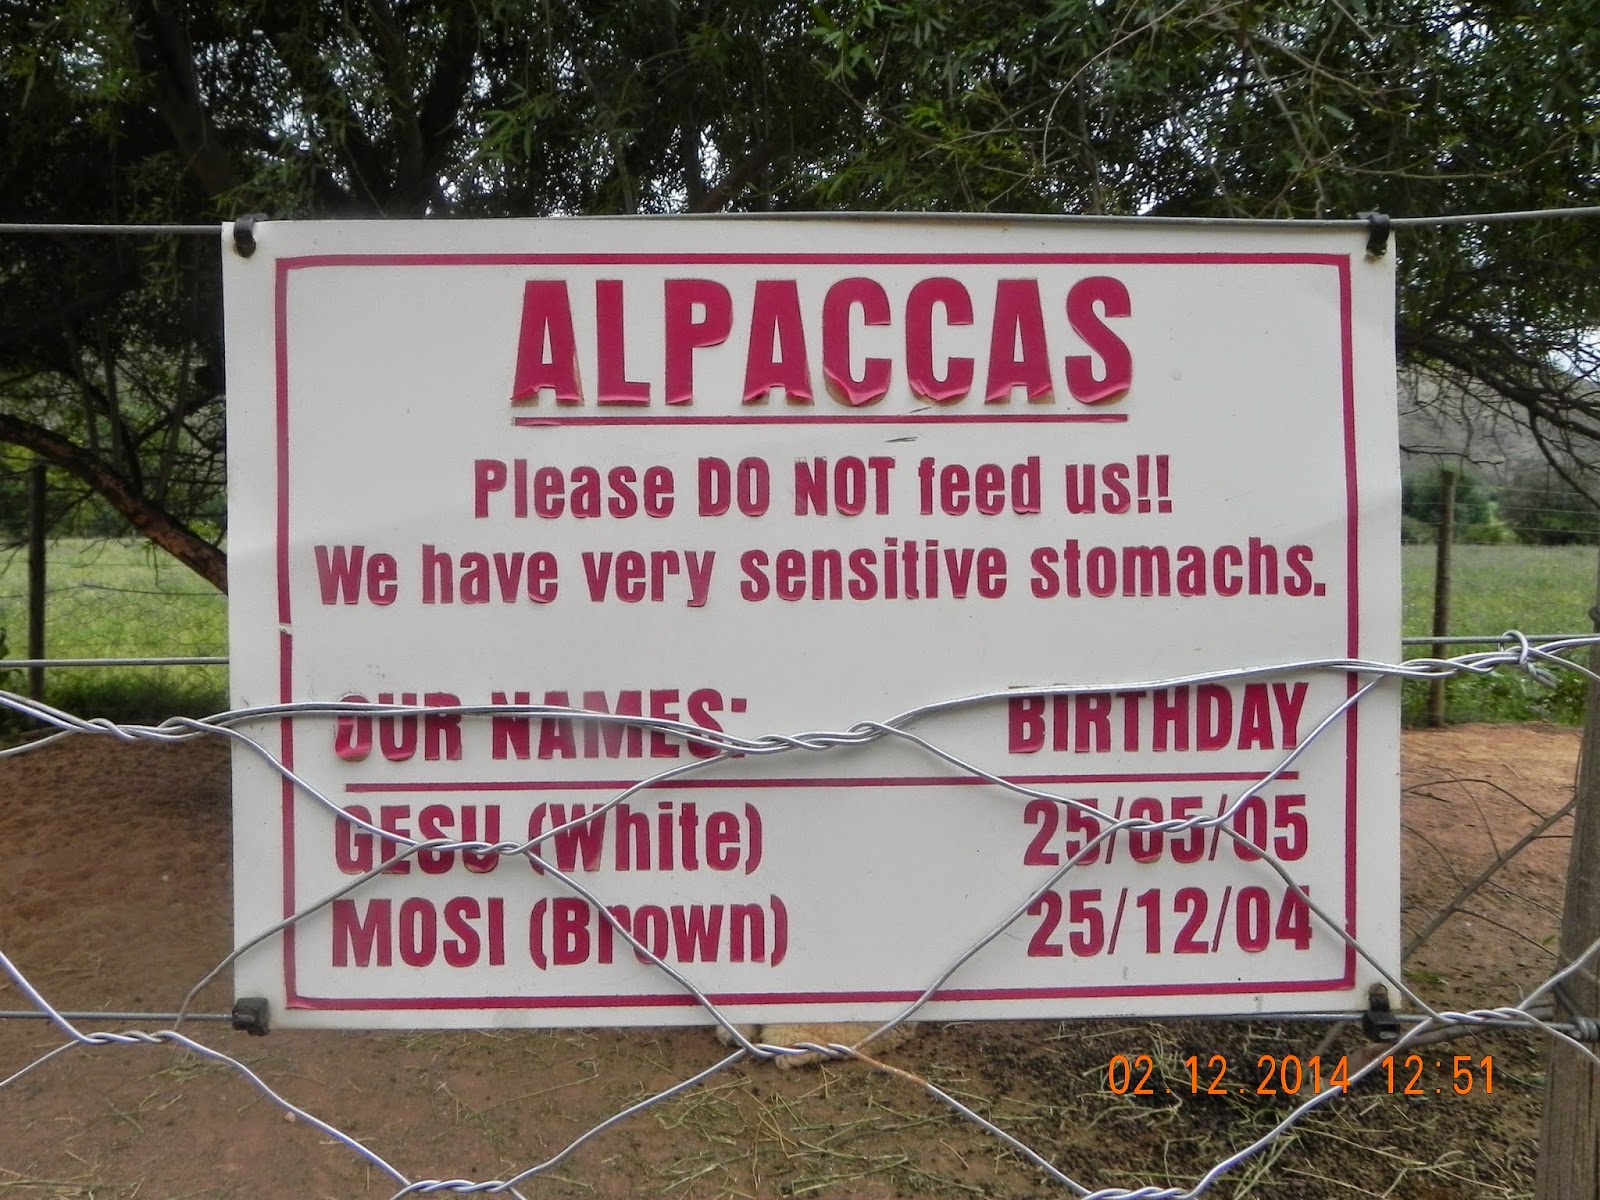 ALPACCAS
Please DO NOT feed us!!
We have very sensitive stomachs.
OUR NAMES: BIRTHDAY
GESU (White) 25/05/05
MOSI (Brown) 25/12/04
02.12.2014 12:51